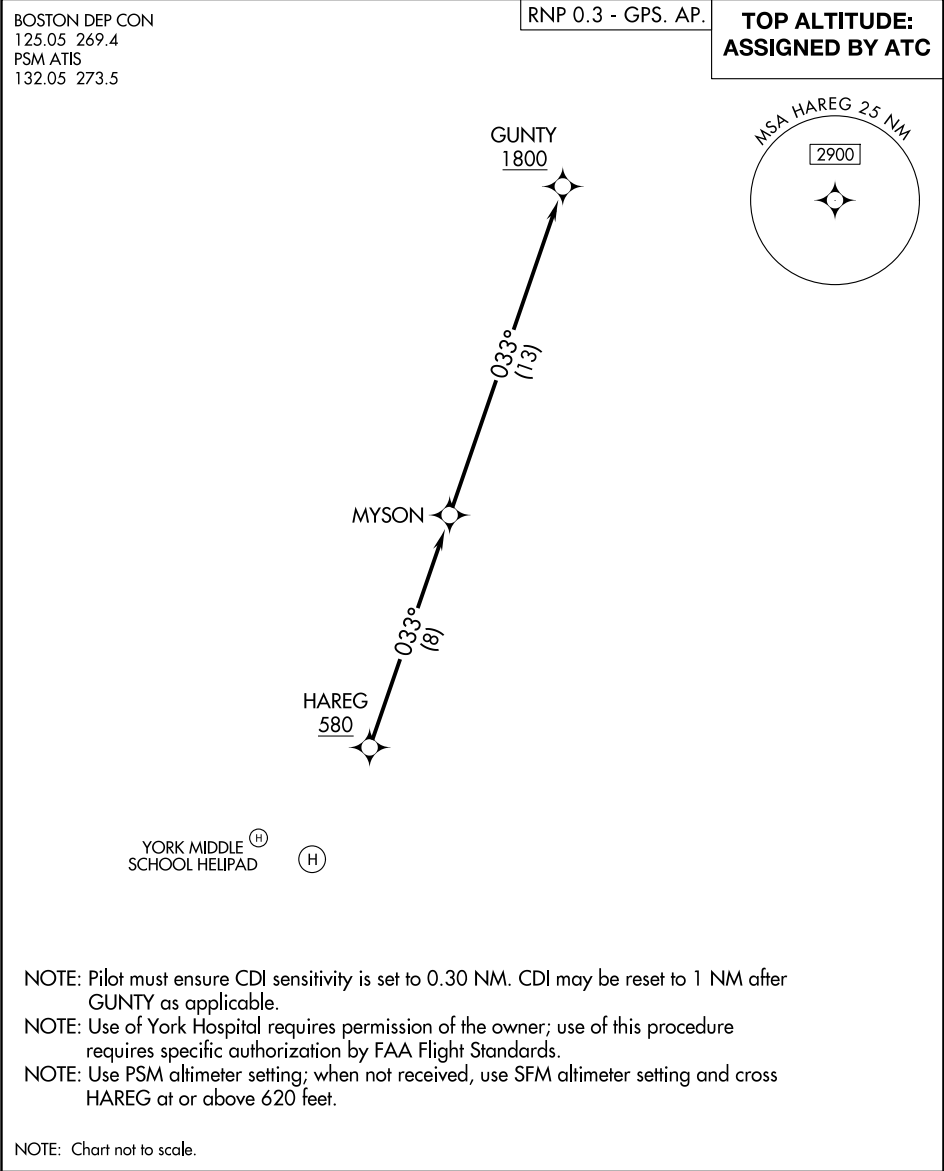 BOSTON DEP CON
125.05 269.4
PSM ATIS
132.05 273.5
RNP 0.3 - GPS. AP.
TOP ALTITUDE:
ASSIGNED BY ATC
MSA HAREG 25 NM
2900
GUNTY
1800
033°
(13)
MYSON
033°
(8)
HAREG
580
YORK MIDDLE H
SCHOOL HELIPAD
H
NOTE: Pilot must ensure CDI sensitivity is set to 0.30 NM. CDI may be reset to 1 NM after
GUNTY as applicable.
NOTE: Use of York Hospital requires permission of the owner; use of this procedure
requires specific authorization by FAA Flight Standards.
NOTE: Use PSM altimeter setting; when not received, use SFM altimeter setting and cross
HAREG at or above 620 feet.
NOTE: Chart not to scale.